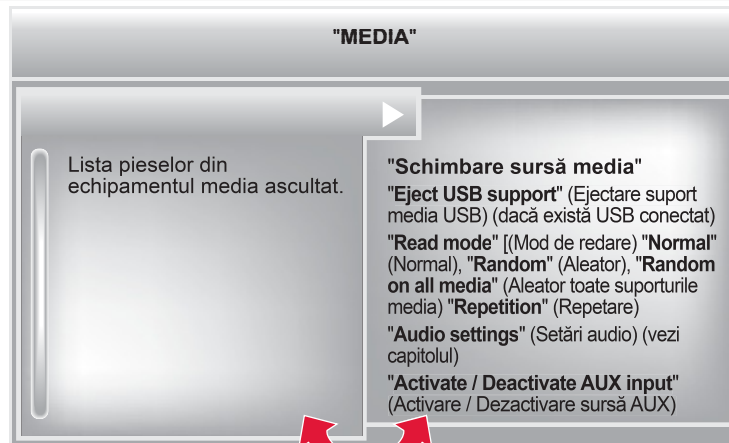 "MEDIA"
Lista pieselor din
echipamentul media ascultat.
"Schimbare sursă media"
"Eject USB support" (Ejectare suport
media USB) (dacă există USB conectat)
"Read mode" [(Mod de redare) "Normal"
(Normal), "Random" (Aleator), "Random
on all media" (Aleator toate suporturile
media) "Repetition" (Repetare)
"Audio settings" (Setări audio) (vezi
capitolul)
"Activate / Deactivate AUX input"
(Activare / Dezactivare sursă AUX)